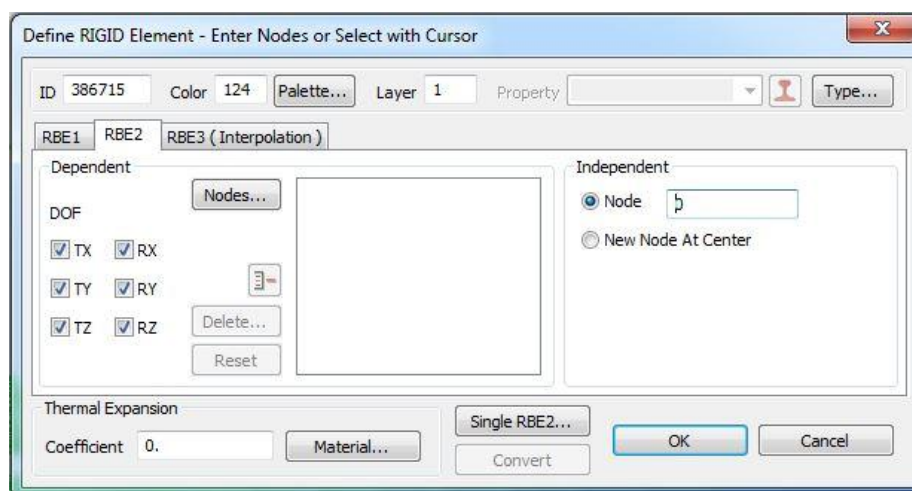 Define RIGID Element - Enter Nodes or Select with Cursor
ID 386715 Color 124 Palette... Layer 1 Property Type...
RBE1 RBE2 RBE3 ( Interpolation )
Dependent
Nodes...
DOF
TX RX
TY RY
TZ RZ
Delete...
Reset
Independent
Node
New Node At Center
Thermal Expansion
Coefficient 0. Material...
Single RBE2...
Convert
OK Cancel